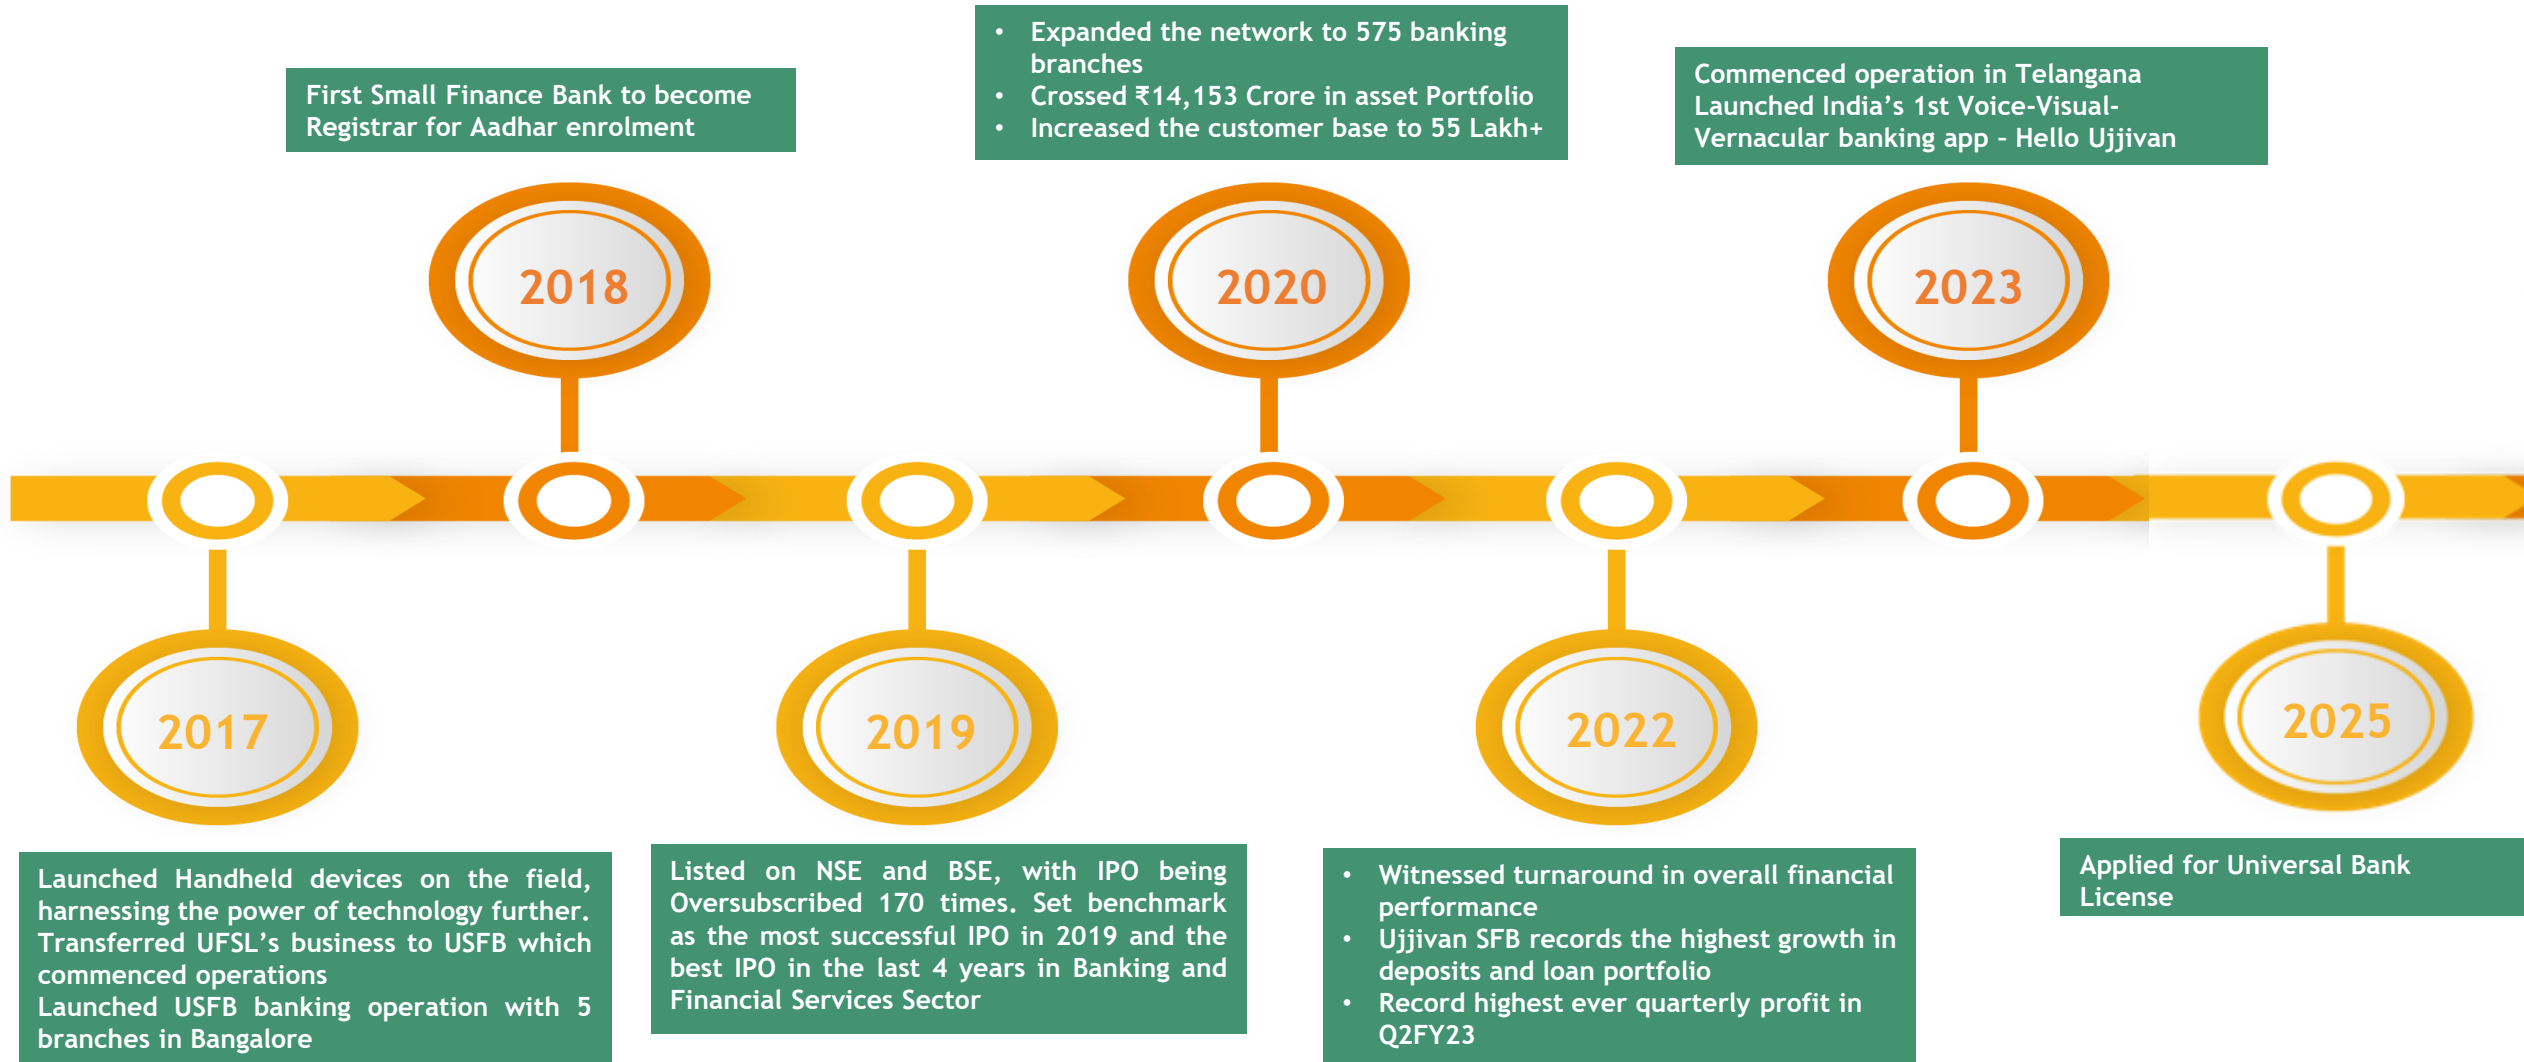 • Expanded the network to 575 banking
branches
• Crossed ₹14,153 Crore in asset Portfolio
• Increased the customer base to 55 Lakh+
Commenced operation in Telangana
Launched India’s 1st Voice-Visual-
Vernacular banking app – Hello Ujjivan
First Small Finance Bank to become
Registrar for Aadhar enrolment
2018
2020
2023
2017
2019
2022
2025
Launched Handheld devices on the field,
harnessing the power of technology further.
Transferred UFSL’s business to USFB which
commenced operations
Launched USFB banking operation with 5
branches in Bangalore
Listed on NSE and BSE, with IPO being
Oversubscribed 170 times. Set benchmark
as the most successful IPO in 2019 and the
best IPO in the last 4 years in Banking and
Financial Services Sector
• Witnessed turnaround in overall financial
performance
• Ujjivan SFB records the highest growth in
deposits and loan portfolio
• Record highest ever quarterly profit in
Q2FY23
Applied for Universal Bank
License